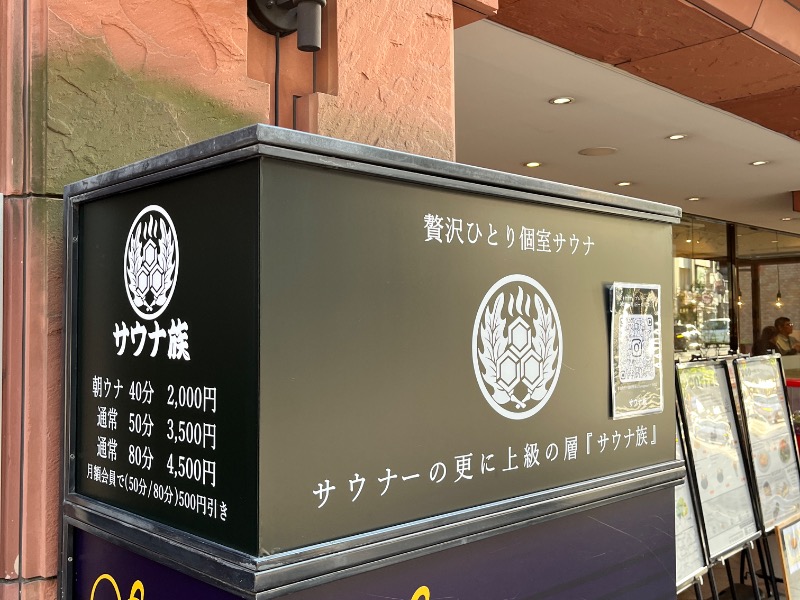 サウナ族
朝ウナ 40分 2,000円
通常 50分 3,500円
通常 80分 4,500円
月額会員で(50分/80分)500円引き
贅沢ひとり個室サウナ
サウナーの更に上級の層『サウナ族』